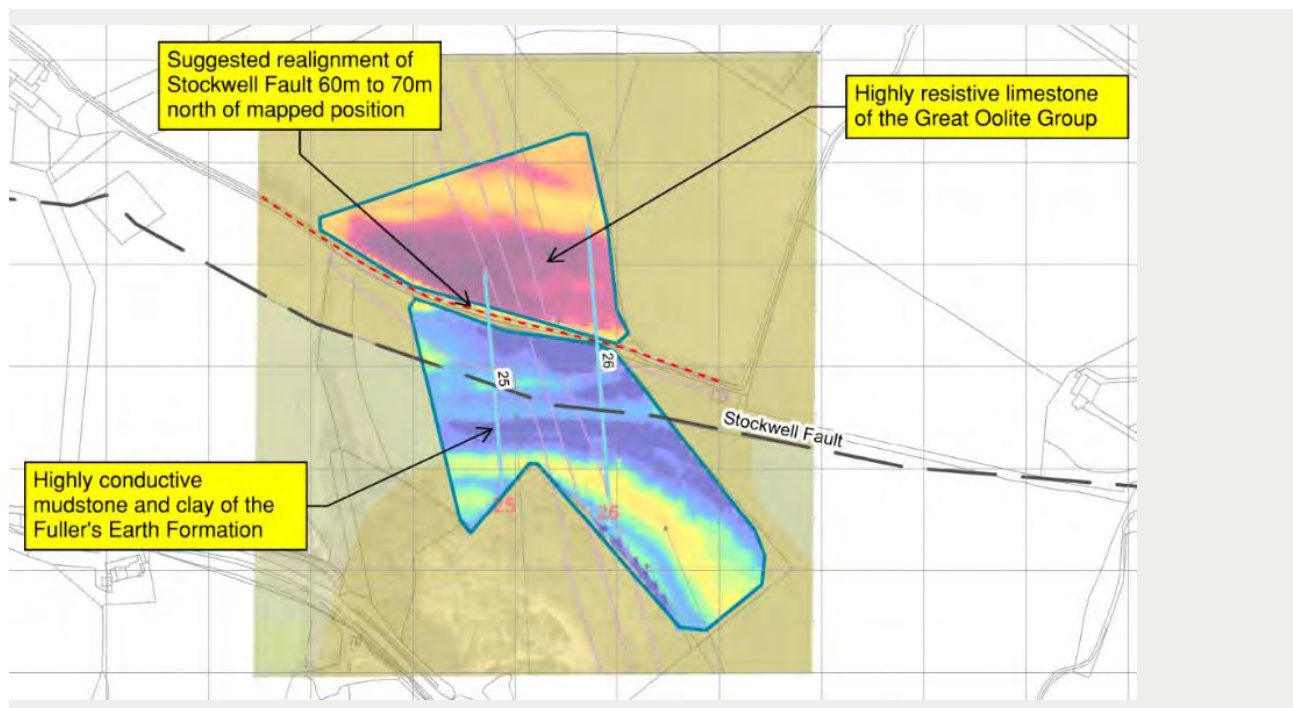 Suggested realignment of
Stockwell Fault 60m to 70m
north of mapped position
Highly resistive limestone
of the Great Oolite Group
26
25
Stockwell Fault
Highly conductive
mudstone and clay of the
Fuller's Earth Formation
25
26